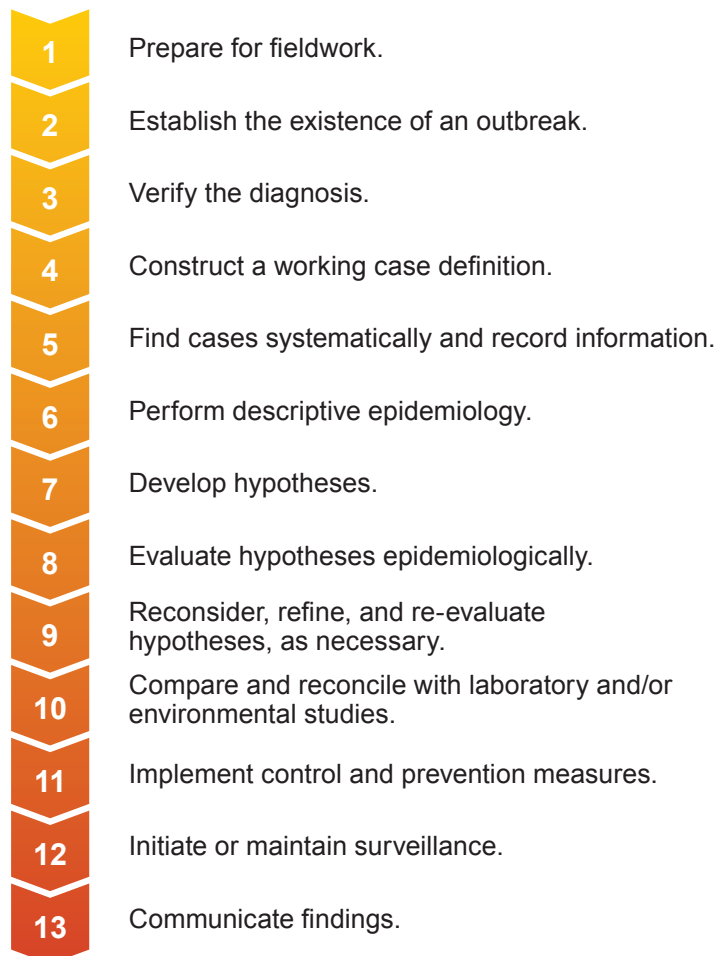 1 Prepare for fieldwork.
2 Establish the existence of an outbreak.
3 Verify the diagnosis.
4 Construct a working case definition.
5 Find cases systematically and record information.
6 Perform descriptive epidemiology.
7 Develop hypotheses.
8 Evaluate hypotheses epidemiologically.
9 Reconsider, refine, and re-evaluate
hypotheses, as necessary.
10 Compare and reconcile with laboratory and/or
environmental studies.
11 Implement control and prevention measures.
12 Initiate or maintain surveillance.
13 Communicate findings.